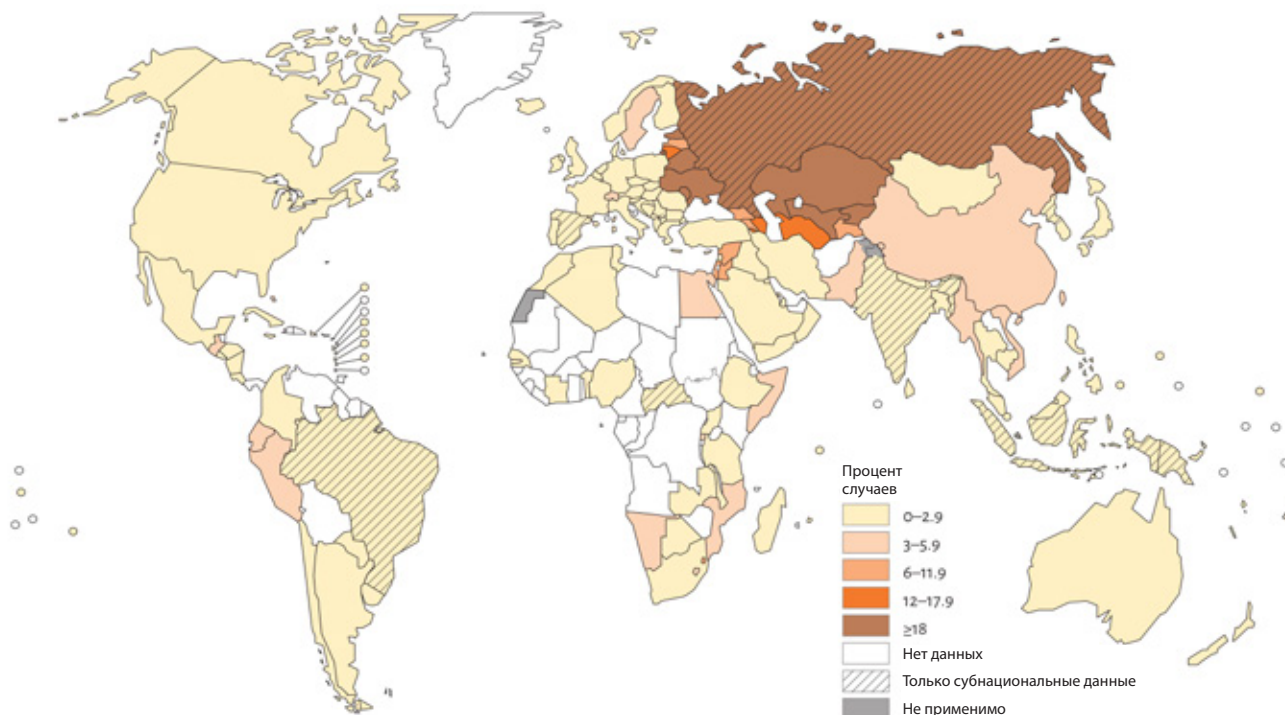 Процент
случаев
0–2.9
3–5.9
6–11.9
12–17.9
≥18
Нет данных
Только субнациональные данные
Не применимо